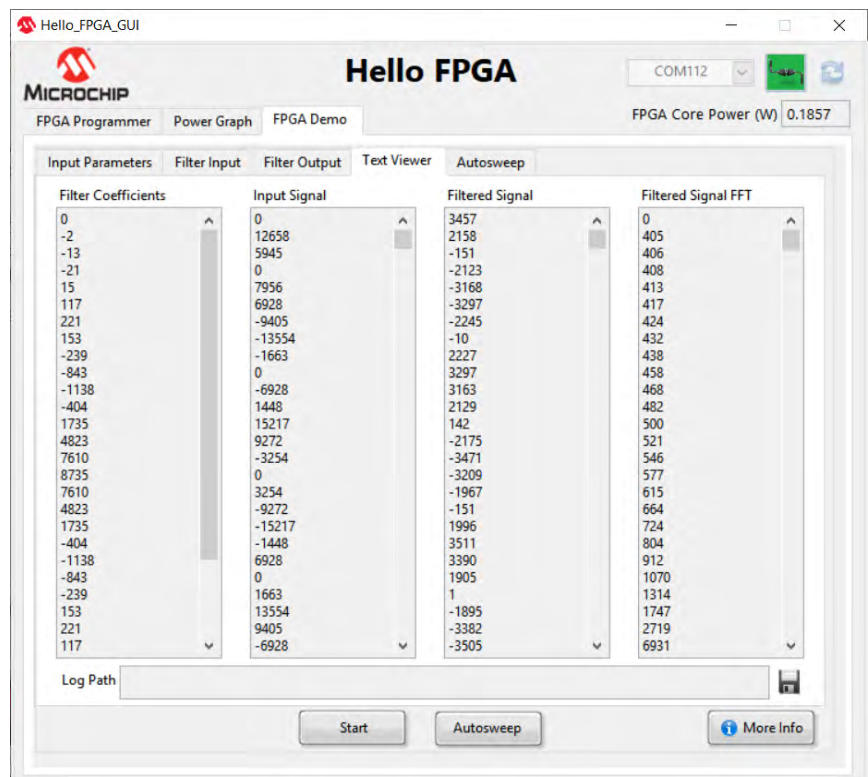 Hello_FPGA_GUI
MICROCHIP
Hello FPGA
COM112
FPGA Programmer Power Graph FPGA Demo
FPGA Core Power (W) 0.1857
Input Parameters Filter Input Filter Output Text Viewer Autosweep
Filter Coefficients Input Signal Filtered Signal Filtered Signal FFT
0 0 3457 0
-2 12658 2158 405
-13 5945 -151 406
-21 0 -2123 408
15 7956 -3168 413
117 6928 -3297 417
221 -9405 -2245 424
153 -13554 -10 432
-239 -1663 2227 438
-843 0 3297 458
-1138 -6928 3163 468
-404 1448 2129 482
1735 15217 142 500
4823 9272 -2175 521
7610 -3254 -3471 546
8735 0 -3209 577
7610 3254 -1967 615
4823 -9272 -151 664
1735 -15217 1996 724
-404 -1448 3511 804
-1138 6928 3390 912
-843 0 1905 1070
-239 1663 1 1314
153 13554 -1895 1747
221 9405 -3382 2719
117 -6928 -3505 6931
Log Path
Start Autosweep More Info